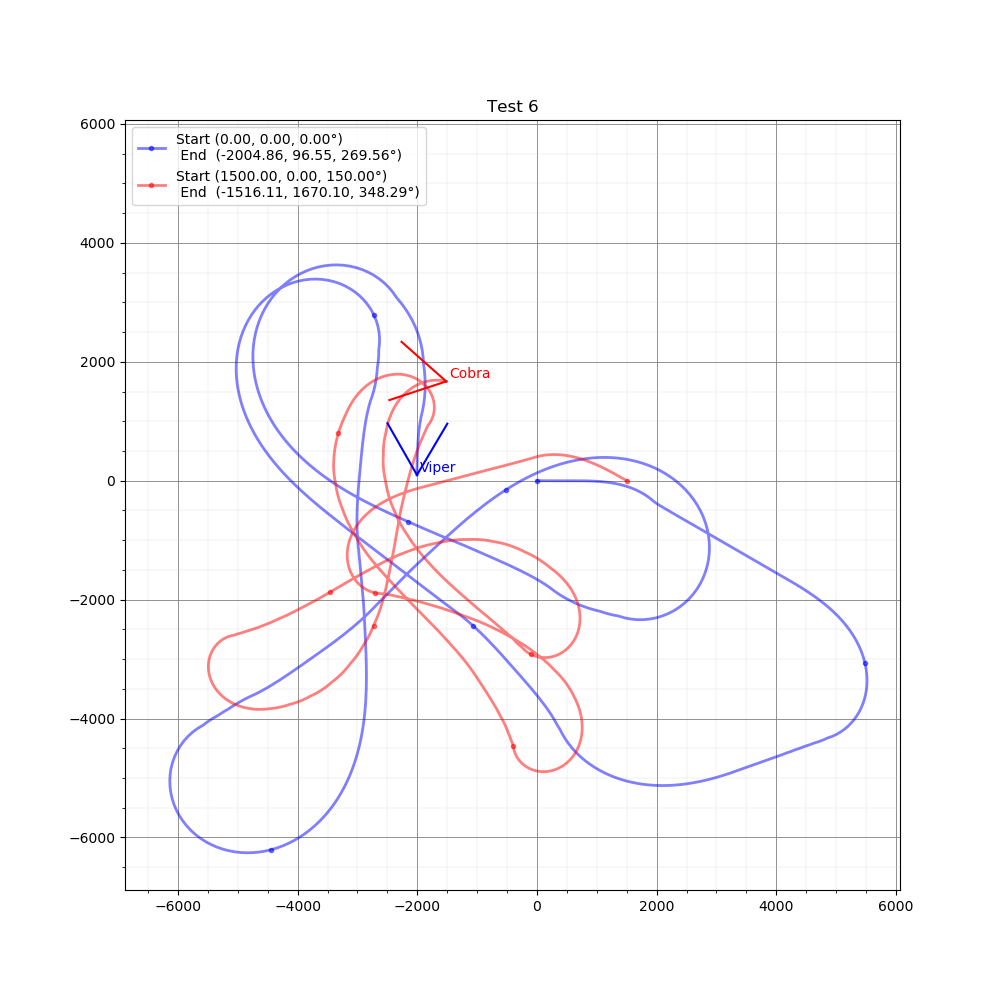 Test 6
Start (0.00, 0.00, 0.00°)
End  (-2004.86, 96.55, 269.56°)
Start (1500.00, 0.00, 150.00°)
End  (-1516.11, 1670.10, 348.29°)
6000
4000
2000
0
−2000
−4000
−6000
Cobra
Viper
−6000 −4000 −2000 0 2000 4000 6000